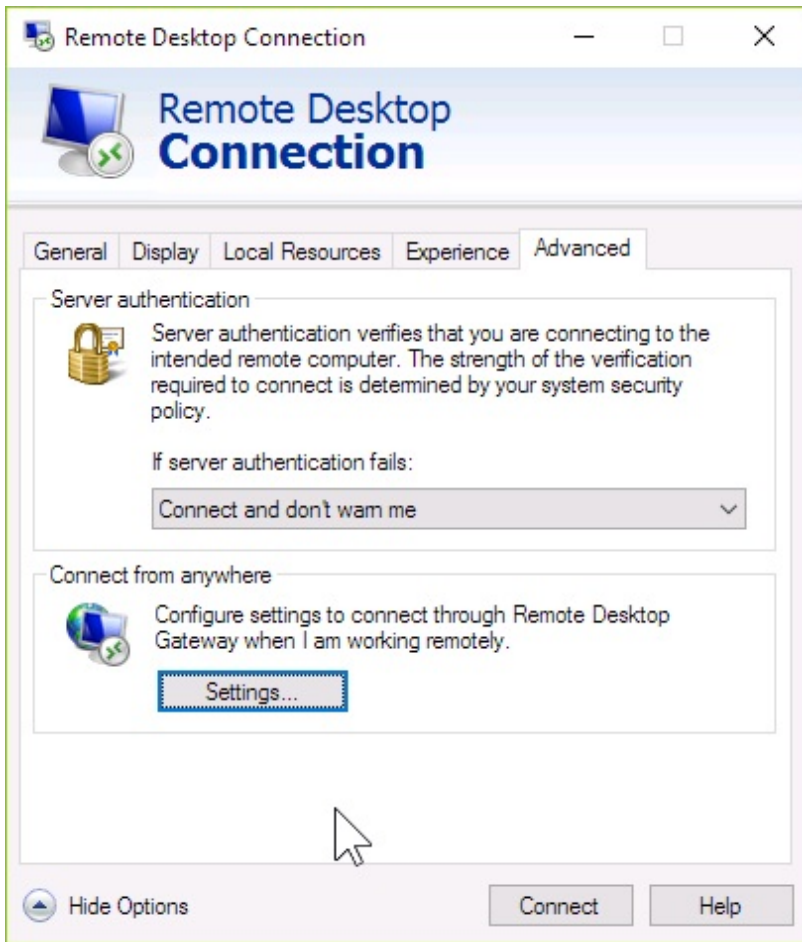 Remote Desktop Connection
Remote Desktop
Connection
General Display Local Resources Experience Advanced
Server authentication
Server authentication verifies that you are connecting to the
intended remote computer. The strength of the verification
required to connect is determined by your system security
policy.
If server authentication fails:
Connect and don't warn me
Connect from anywhere
Configure settings to connect through Remote Desktop
Gateway when I am working remotely.
Settings...
Hide Options Connect Help